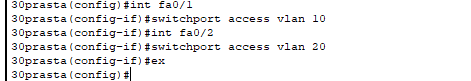 30prasta(config)#int fa0/1
30prasta(config-if)#switchport access vlan 10
30prasta(config-if)#int fa0/2
30prasta(config-if)#switchport access vlan 20
30prasta(config-if)#ex
30prasta(config)#